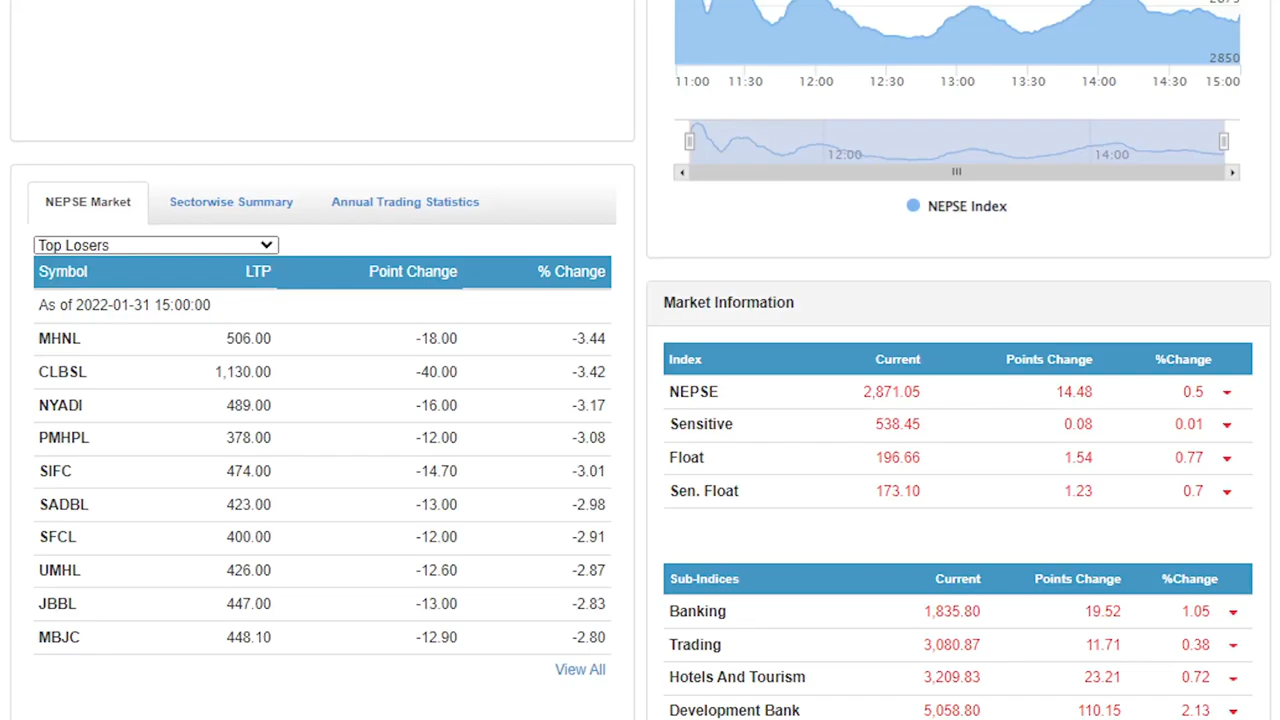 2850
11:00 11:30 12:00 12:30 13:00 13:30 14:00 14:30 15:00
12:00 14:00
NEPSE Index
NEPSE Market Sectorwise Summary Annual Trading Statistics
Top Losers
Symbol LTP Point Change % Change
As of 2022-01-31 15:00:00
MHNL 506.00 -18.00 -3.44
CLBSL 1,130.00 -40.00 -3.42
NYADI 489.00 -16.00 -3.17
PMHPL 378.00 -12.00 -3.08
SIFC 474.00 -14.70 -3.01
SADBL 423.00 -13.00 -2.98
SFCL 400.00 -12.00 -2.91
UMHL 426.00 -12.60 -2.87
JBBL 447.00 -13.00 -2.83
MBJC 448.10 -12.90 -2.80
View All
Market Information
Index Current Points Change %Change
NEPSE 2,871.05 14.48 0.5
Sensitive 538.45 0.08 0.01
Float 196.66 1.54 0.77
Sen. Float 173.10 1.23 0.7
Sub-Indices Current Points Change %Change
Banking 1,835.80 19.52 1.05
Trading 3,080.87 11.71 0.38
Hotels And Tourism 3,209.83 23.21 0.72
Development Bank 5,058.80 110.15 2.13